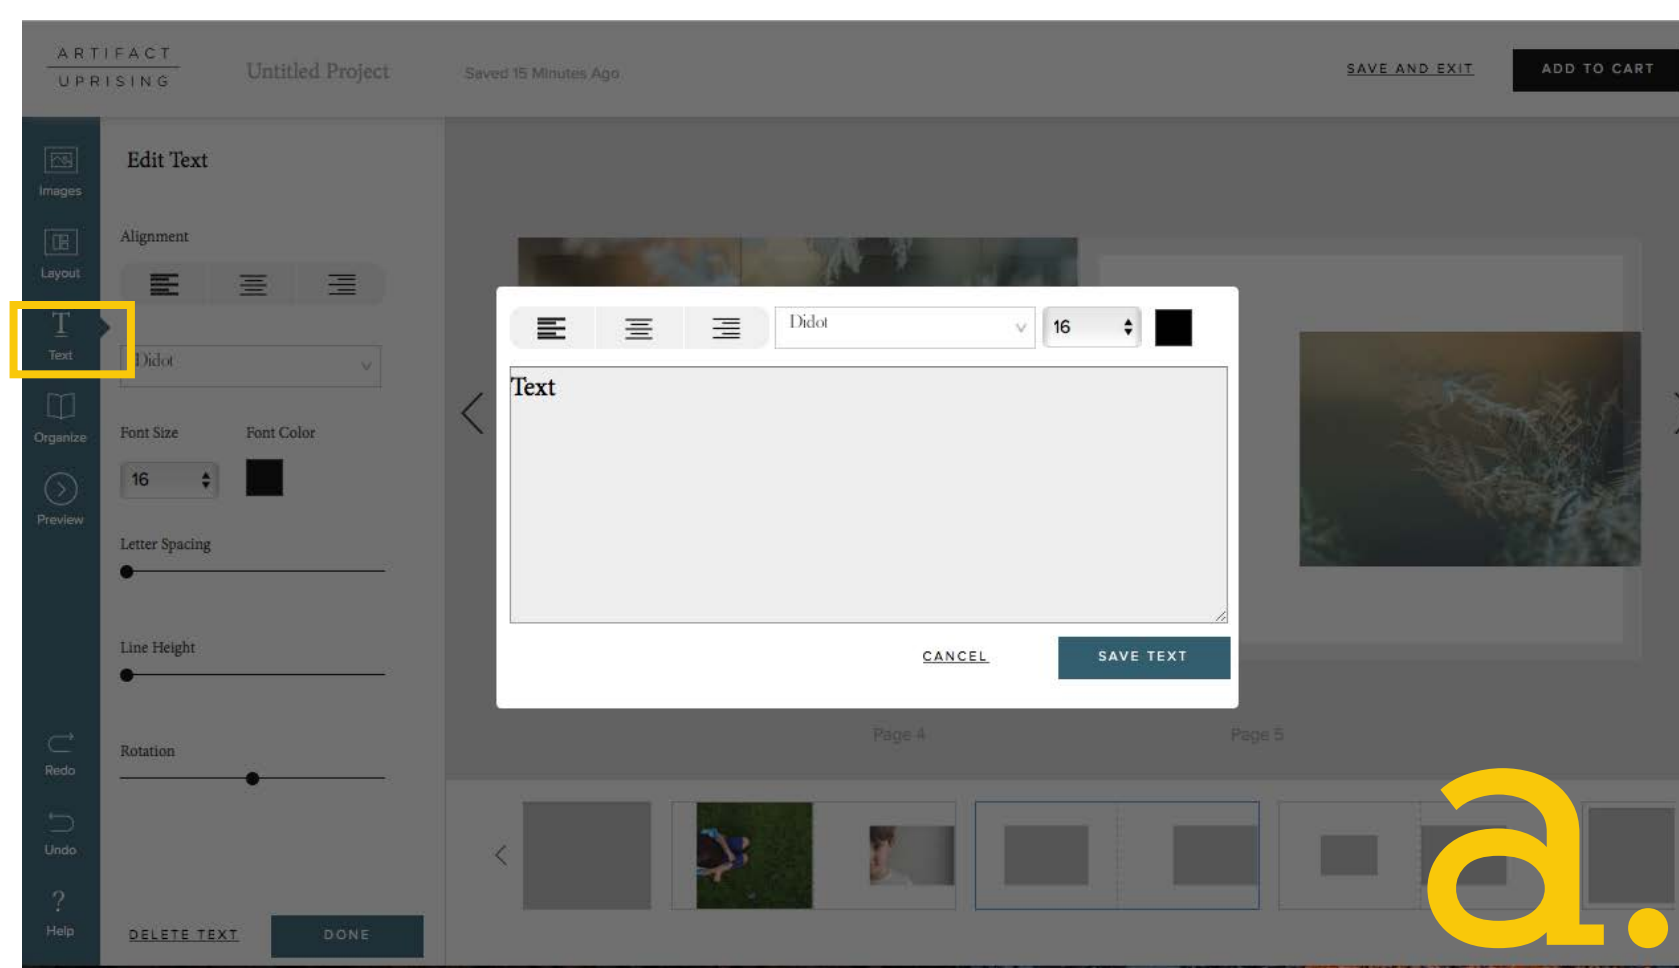 ARTIFACT
UPRISING
Untitled Project
Saved 15 Minutes Ago
SAVE AND EXIT
ADD TO CART
Images
Layout
Text
Organize
Preview
Redo
Undo
? 
Help
Edit Text
Alignment
Didot
Font Size
Font Color
16
Letter Spacing
Line Height
Rotation
DELETE TEXT
DONE
Didot
16
Text
CANCEL
SAVE TEXT
Page 4
Page 5
a.